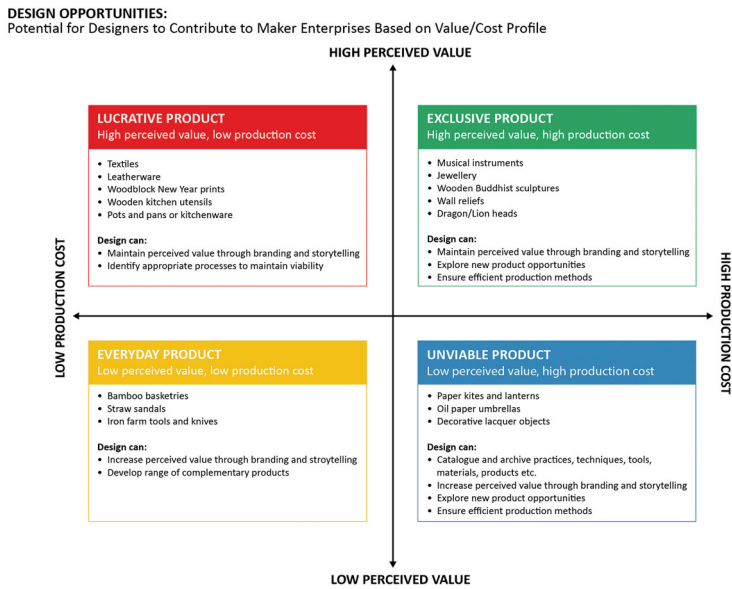 DESIGN OPPORTUNITIES:
Potential for Designers to Contribute to Maker Enterprises Based on Value/Cost Profile
HIGH PERCEIVED VALUE
LUCRATIVE PRODUCT
High perceived value, low production cost
• Textiles
• Leatherware
• Woodblock New Year prints
• Wooden kitchen utensils
• Pots and pans or kitchenware
Design can:
• Maintain perceived value through branding and storytelling
• Identify appropriate processes to maintain viability
EXCLUSIVE PRODUCT
High perceived value, high production cost
• Musical instruments
• Jewellery
• Wooden Buddhist sculptures
• Wall reliefs
• Dragon/Lion heads
Design can:
• Maintain perceived value through branding and storytelling
• Explore new product opportunities
• Ensure efficient production methods
LOW PRODUCTION COST
HIGH PRODUCTION COST
EVERYDAY PRODUCT
Low perceived value, low production cost
• Bamboo basketries
• Straw sandals
• Iron farm tools and knives
Design can:
• Increase perceived value through branding and stroytelling
• Develop range of complementary products
UNVIABLE PRODUCT
Low perceived value, high production cost
• Paper kites and lanterns
• Oil paper umbrellas
• Decorative lacquer objects
Design can:
• Catalogue and archive practices, techniques, tools,
materials, products etc.
• Increase perceived value through branding and storytelling
• Explore new product opportunities
• Ensure efficient production methods
LOW PERCEIVED VALUE